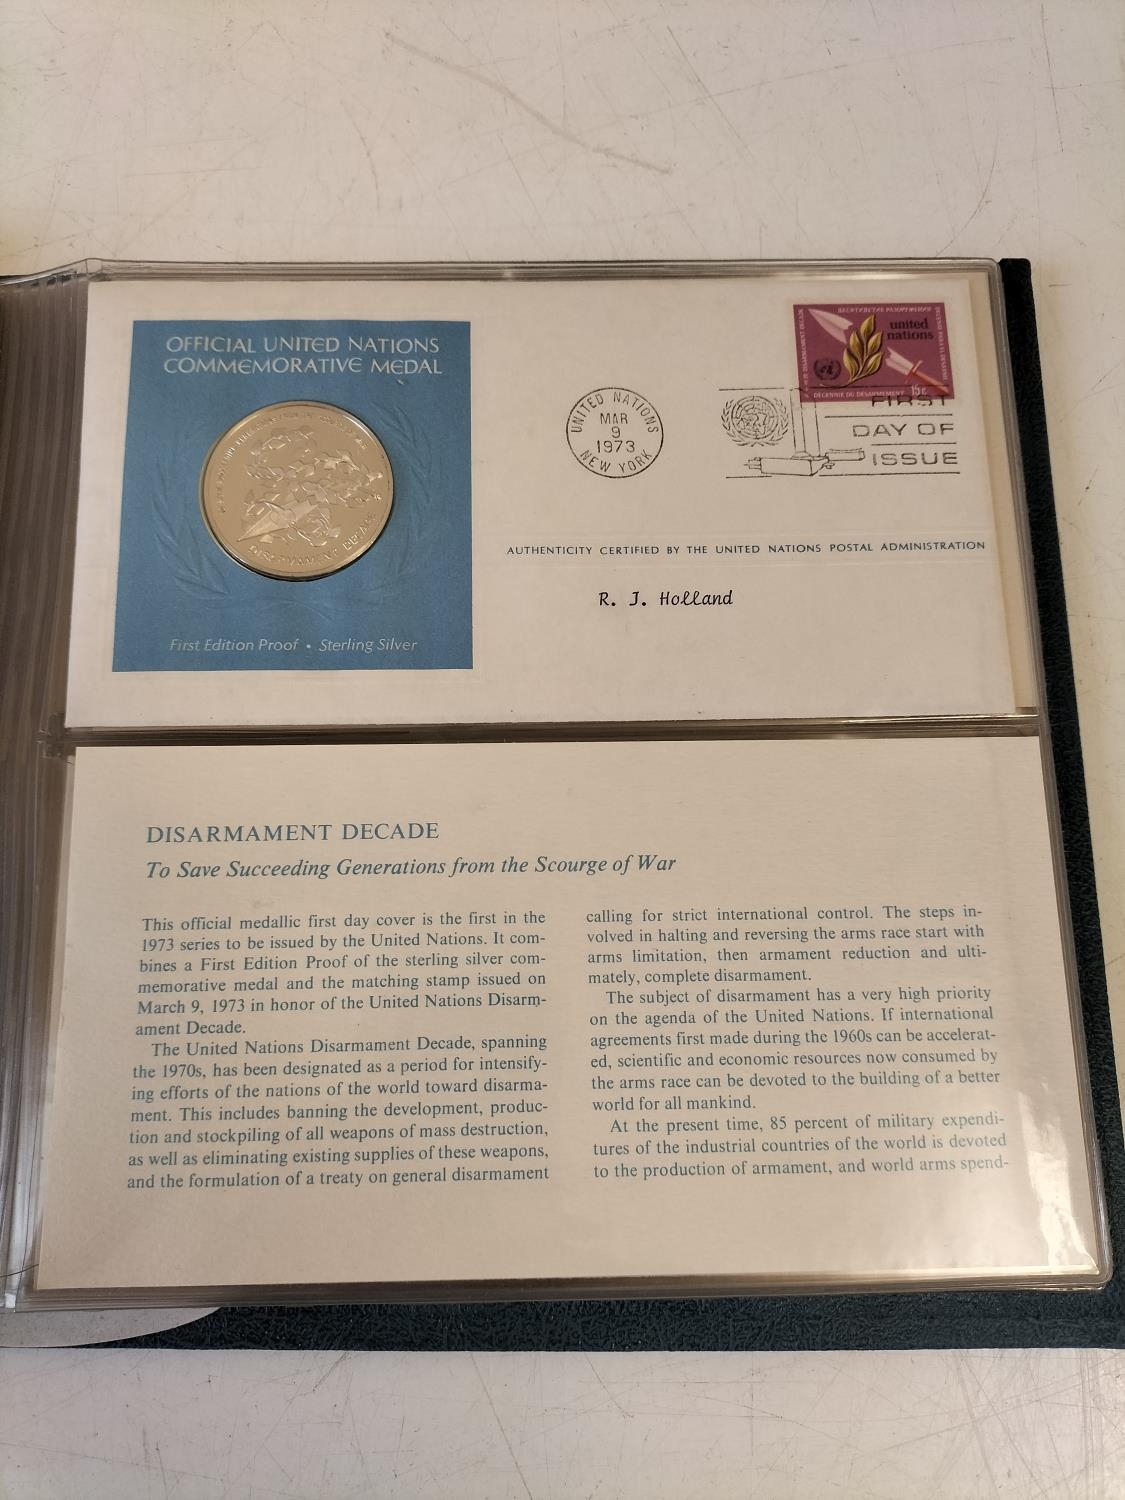 OFFICIAL UNITED NATIONS
COMMEMORATIVE MEDAL
DISARMAMENT DECADE
First Edition Proof • Sterling Silver
UNITED NATIONS
MAR
9
1973
NEW YORK
united
nations
DÉCENNIE DU DÉSARMEMENT
15c
FIRST
DAY OF
ISSUE
AUTHENTICITY CERTIFIED BY THE UNITED NATIONS POSTAL ADMINISTRATION
R. J. Holland
DISARMAMENT DECADE
To Save Succeeding Generations from the Scourge of War
This official medallic first day cover is the first in the
1973 series to be issued by the United Nations. It com-
bines a First Edition Proof of the sterling silver com-
memorative medal and the matching stamp issued on
March 9, 1973 in honor of the United Nations Disarm-
ament Decade.
The United Nations Disarmament Decade, spanning
the 1970s, has been designated as a period for intensify-
ing efforts of the nations of the world toward disarma-
ment. This includes banning the development, produc-
tion and stockpiling of all weapons of mass destruction,
as well as eliminating existing supplies of these weapons,
and the formulation of a treaty on general disarmament
calling for strict international control. The steps in-
volved in halting and reversing the arms race start with
arms limitation, then armament reduction and ulti-
mately, complete disarmament.
The subject of disarmament has a very high priority
on the agenda of the United Nations. If international
agreements first made during the 1960s can be accelerat-
ed, scientific and economic resources now consumed by
the arms race can be devoted to the building of a better
world for all mankind.
At the present time, 85 percent of military expendi-
tures of the industrial countries of the world is devoted
to the production of armament, and world arms spend-